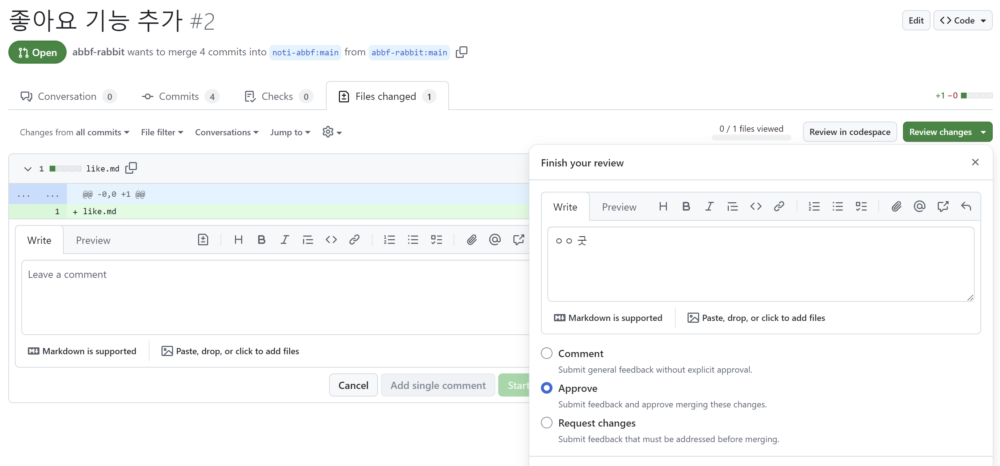 좋아요 기능 추가 #2
Edit
Code
Open
abbf-rabbit wants to merge 4 commits into noti-abbf:main from abbf-rabbit:main
Conversation 0
Commits 4
Checks 0
Files changed 1
+1 −0
Changes from all commits
File filter
Conversations
Jump to
0 / 1 files viewed
Review in codespace
Review changes
1 like.md
... ... @@ -0,0 +1 @@
1 + like.md
Write
Preview
Leave a comment
Markdown is supported
Paste, drop, or click to add files
Cancel
Add single comment
Start
Finish your review
Write
Preview
ㅇㅇ 굿
Markdown is supported
Paste, drop, or click to add files
Comment
Submit general feedback without explicit approval.
Approve
Submit feedback and approve merging these changes.
Request changes
Submit feedback that must be addressed before merging.